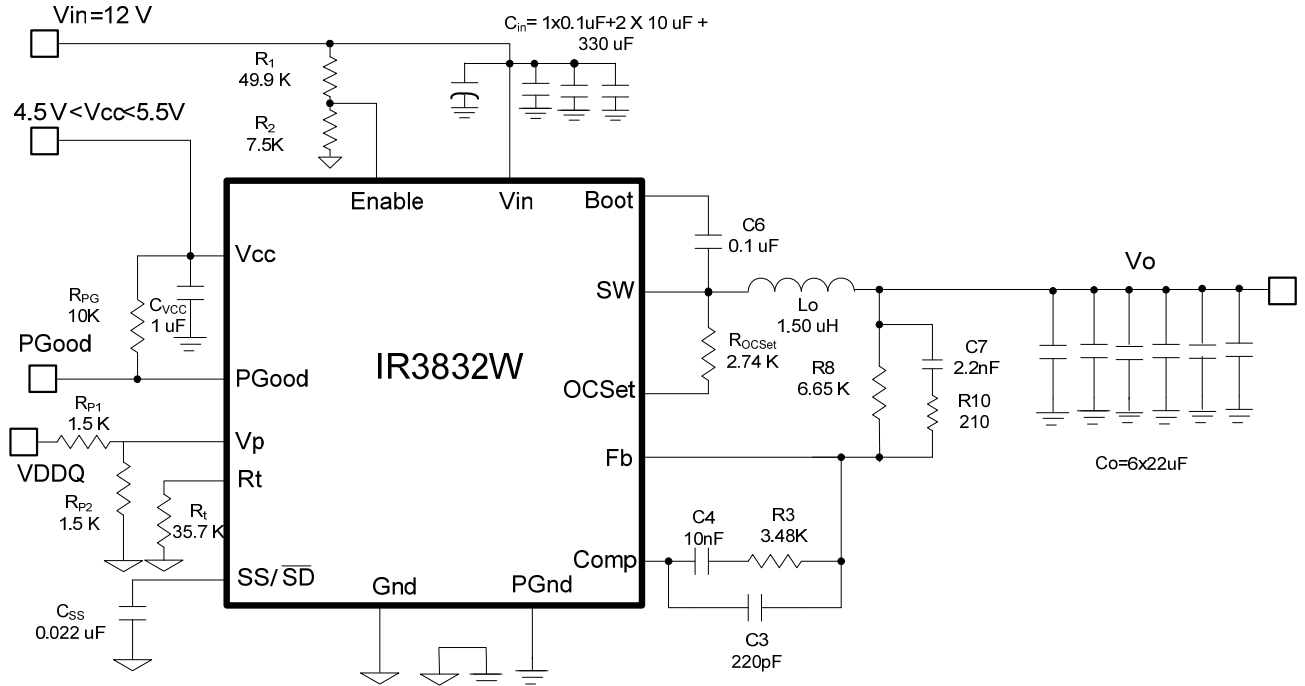 Vin=12 V
Cin= 1x0.1uF+2 X 10 uF +
330 uF
R1
49.9 K
4.5 V<Vcc<5.5V
R2
7.5K
Enable
Vin
Boot
C6
0.1 uF
Vcc
Vo
SW
RPG
10K
CVCC
1 uF
Lo
1.50 uH
PGood
ROCSet
2.74 K
C7
2.2nF
IR3832W
R8
6.65 K
PGood
OCSet
RP1
1.5 K
R10
210
Vp
Fb
VDDQ
Co=6x22uF
Rt
RP2
1.5 K
Rt
35.7 K
C4
10nF
R3
3.48K
Comp
SS/ SD
Gnd
PGnd
CSS
0.022 uF
C3
220pF